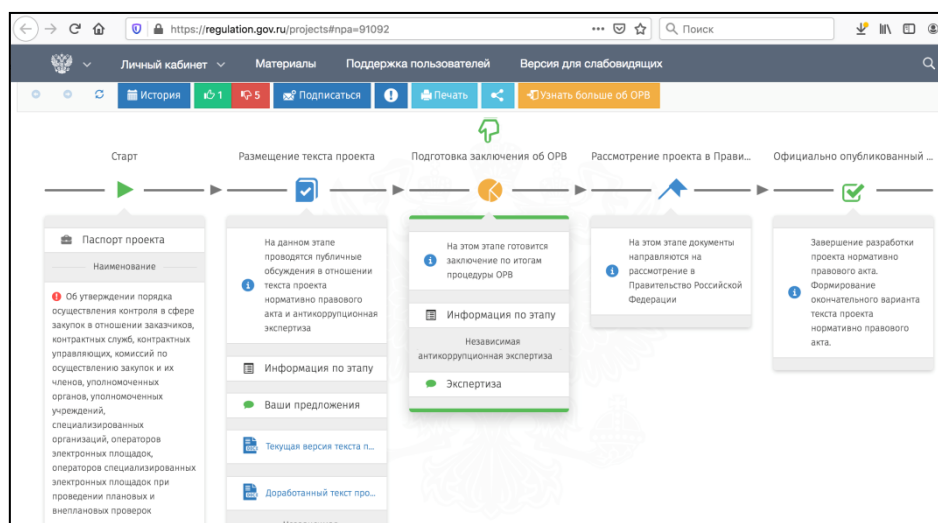 https://regulation.gov.ru/projects#npa=91092
Поиск
Личный кабинет Материалы Поддержка пользователей Версия для слабовидящих
История 1 5 Подписаться Печать Узнать больше об ОРВ
Старт
Размещение текста проекта
Подготовка заключения об ОРВ
Рассмотрение проекта в Прави...
Официально опубликованный ...
Паспорт проекта
Наименование
Об утверждении порядка
осуществления контроля в сфере
закупок в отношении заказчиков,
контрактных служб, контрактных
управляющих, комиссий по
осуществлению закупок и их
членов, уполномоченных
органов, уполномоченных
учреждений,
специализированных
организаций, операторов
электронных площадок,
операторов специализированных
электронных площадок при
проведении плановых и
внеплановых проверок
На данном этапе
проводятся публичные
обсуждения в отношении
текста проекта
нормативно правового
акта и антикоррупционная
экспертиза
Информация по этапу
Ваши предложения
Текущая версия текста п...
Доработанный текст про...
На этом этапе готовится
заключение по итогам
процедуры ОРВ
Информация по этапу
Независимая
антикоррупционная экспертиза
Экспертиза
На этом этапе документы
направляются на
рассмотрение в
Правительство Российской
Федерации
Завершение разработки
проекта нормативно
правового акта.
Формирование
окончательного варианта
текста проекта
нормативно правового
акта.